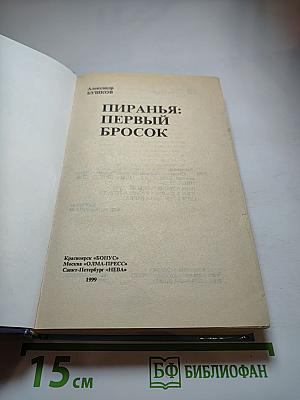 Александр
БУШКОВ
ПИРАНЬЯ:
ПЕРВЫЙ
БРОСОК
Красноярск «БОНУС»
Москва «ОЛМА-ПРЕСС»
Санкт-Петербург «НЕВА»
1999
15 см
БФ БИБЛИОФАН